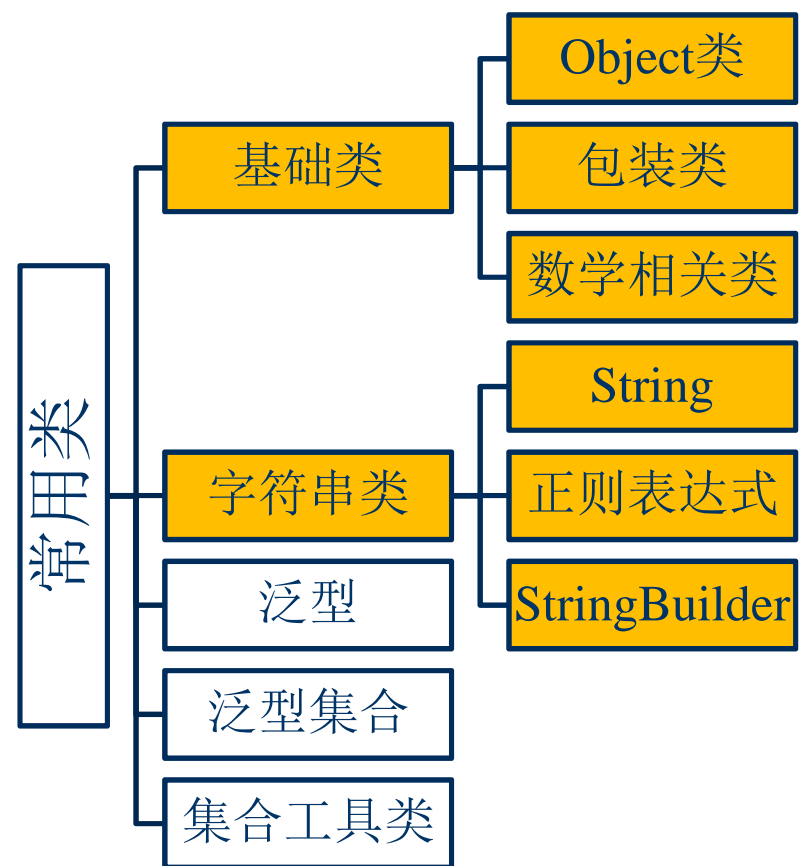 常用类
基础类
Object类
包装类
数学相关类
字符串类
String
正则表达式
StringBuilder
泛型
泛型集合
集合工具类